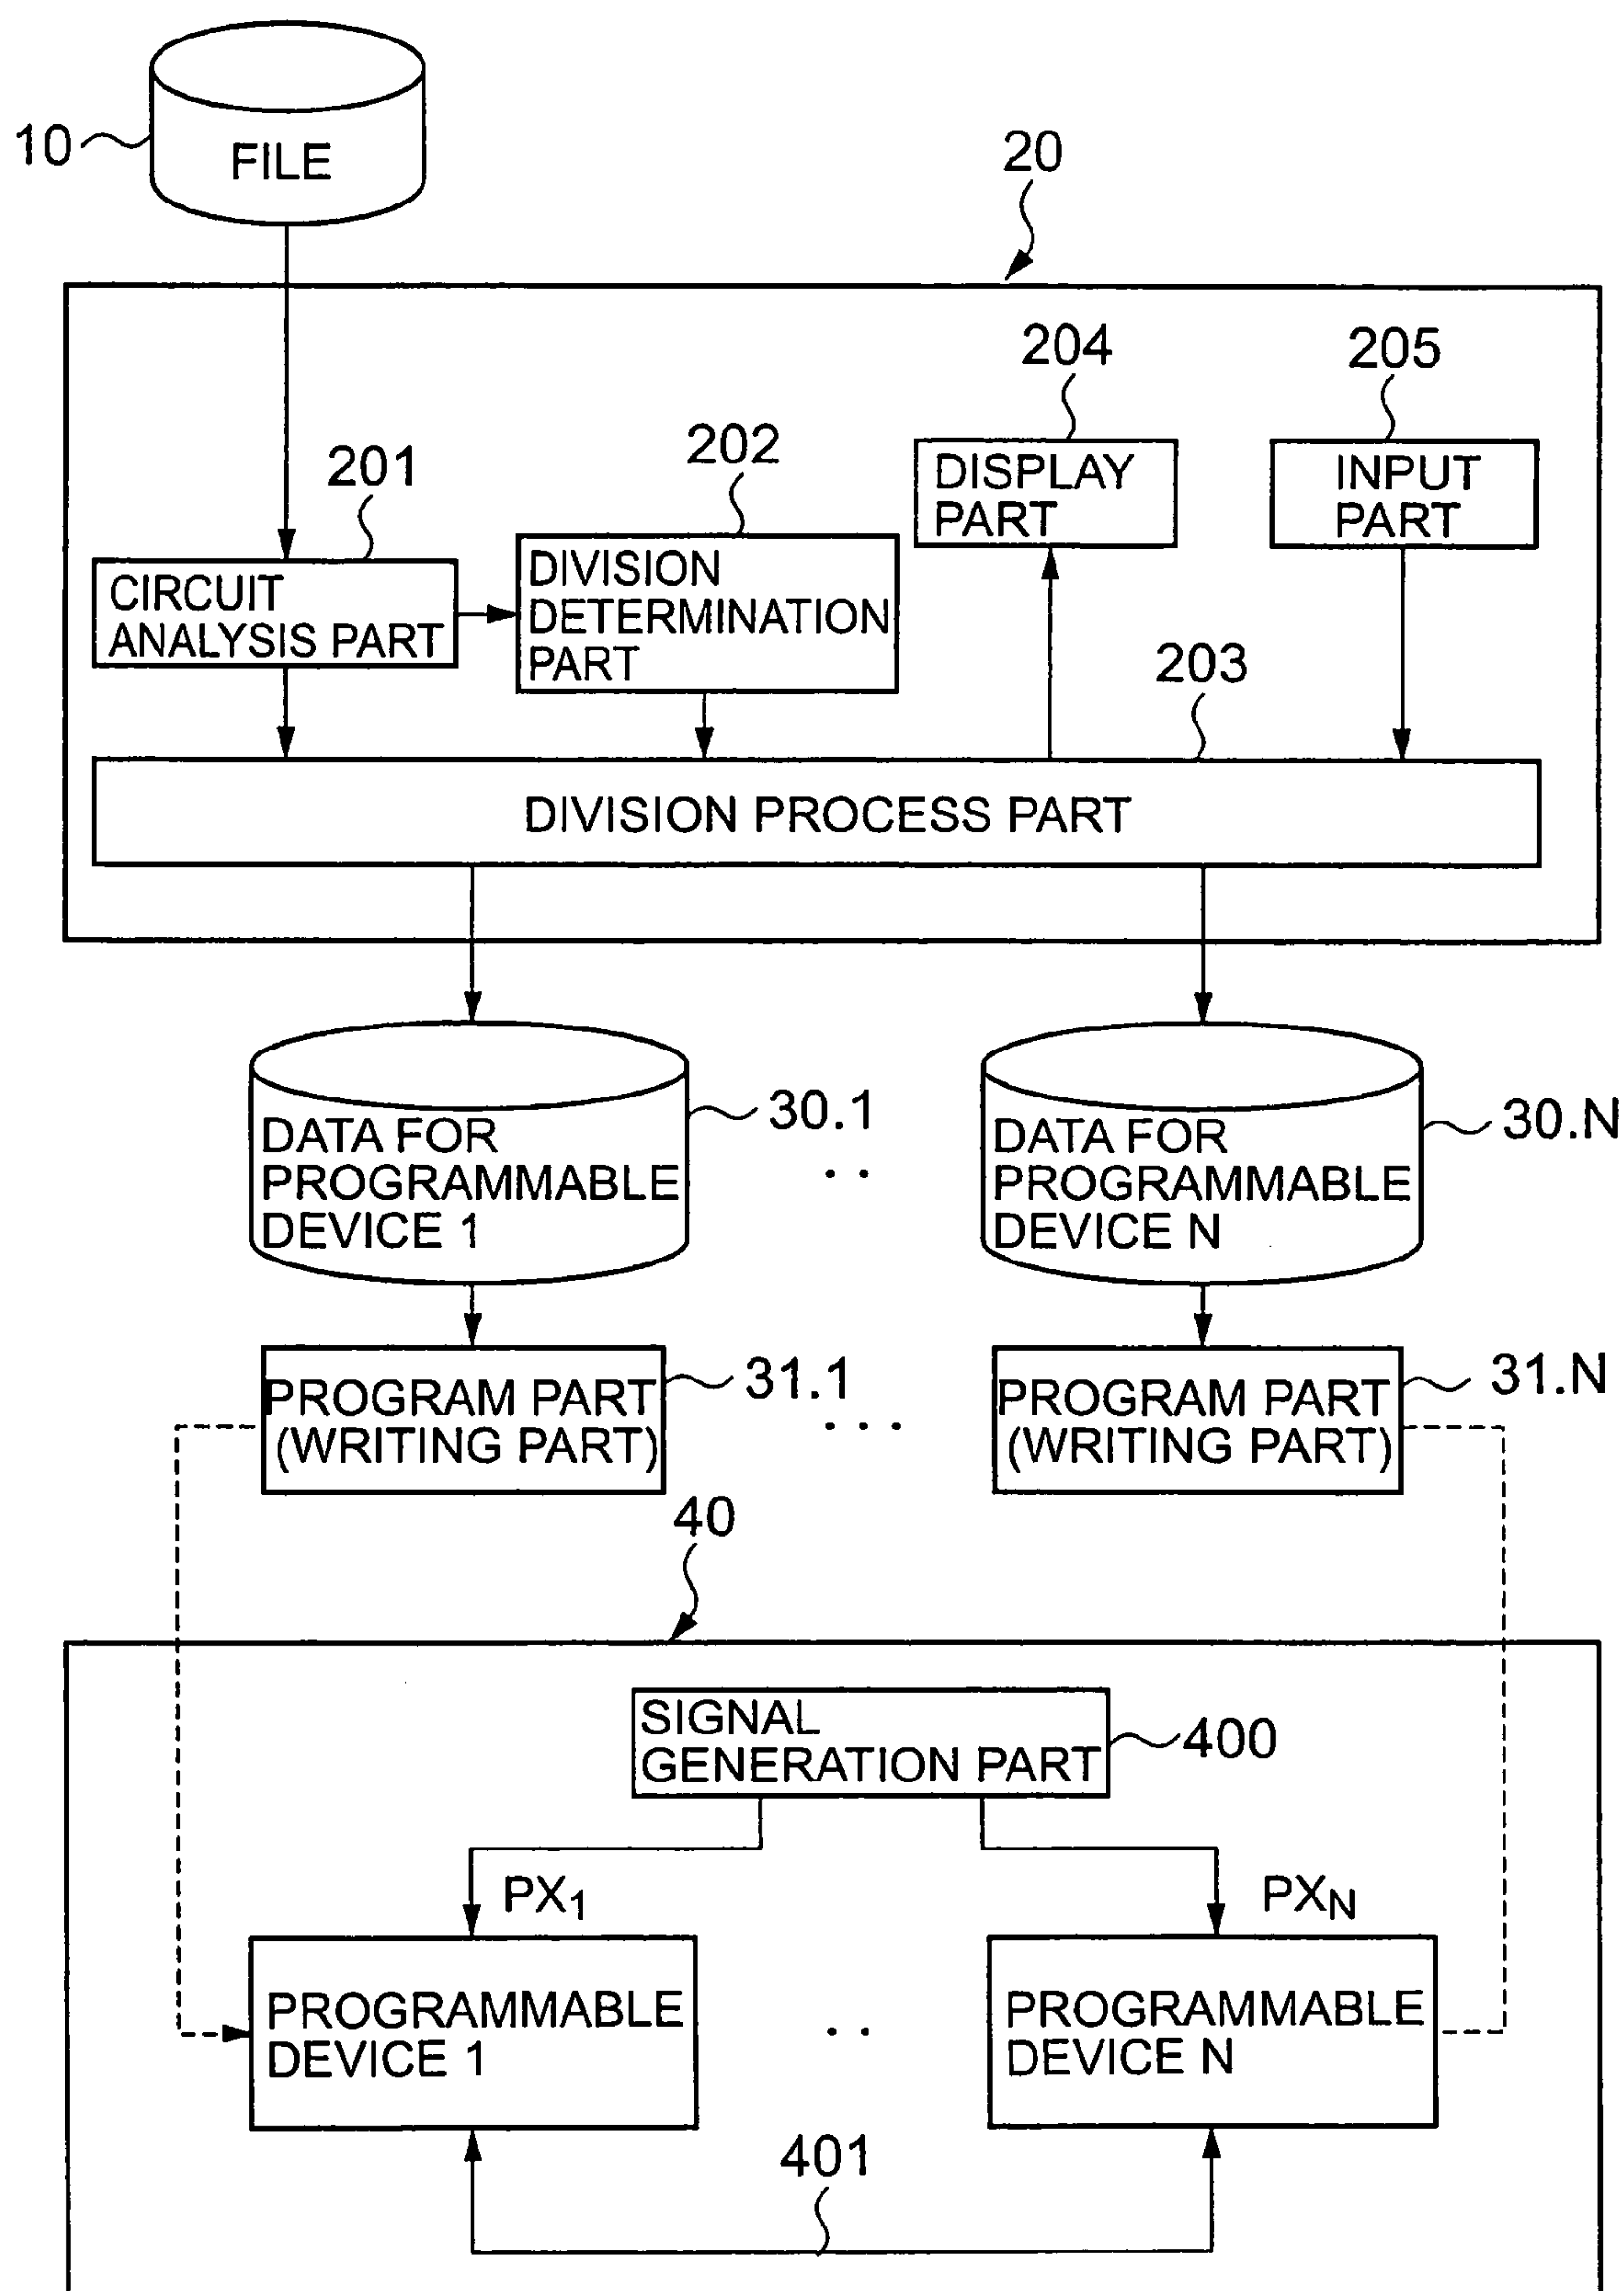 10
FILE
20
204
205
201
202
DISPLAY
PART
INPUT
PART
CIRCUIT
ANALYSIS PART
DIVISION
DETERMINATION
PART
203
DIVISION PROCESS PART
DATA FOR
PROGRAMMABLE
DEVICE 1
30.1
. .
DATA FOR
PROGRAMMABLE
DEVICE N
30.N
PROGRAM PART
(WRITING PART)
31.1
. . .
PROGRAM PART
(WRITING PART)
31.N
40
SIGNAL
GENERATION PART
400
PX₁
PX_N
PROGRAMMABLE
DEVICE 1
. .
PROGRAMMABLE
DEVICE N
401